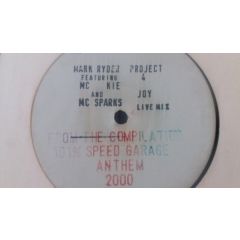 MARK RYDER PROJECT
FEATURING 4
MC KIE JOY
AND
MC SPARKS LIVE MIX
FROM THE COMPILATION
SPEED GARAGE
ANTHEM
2000